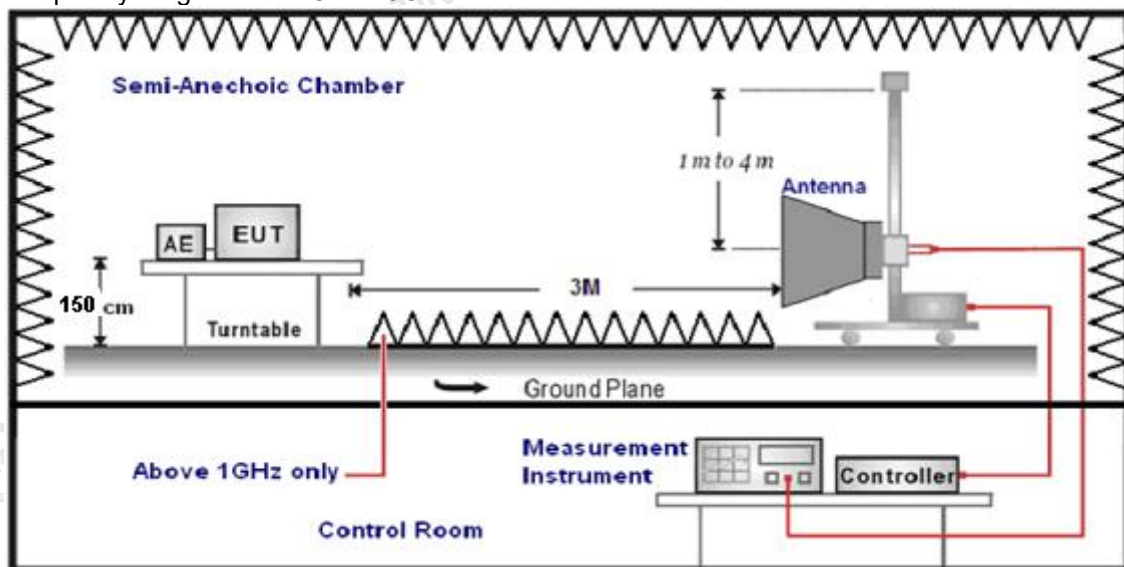 Semi-Anechoic Chamber
1 m to 4 m
Antenna
AE
EUT
150 cm
3M
Turntable
Ground Plane
Above 1GHz only
Measurement
Instrument
Controller
Control Room